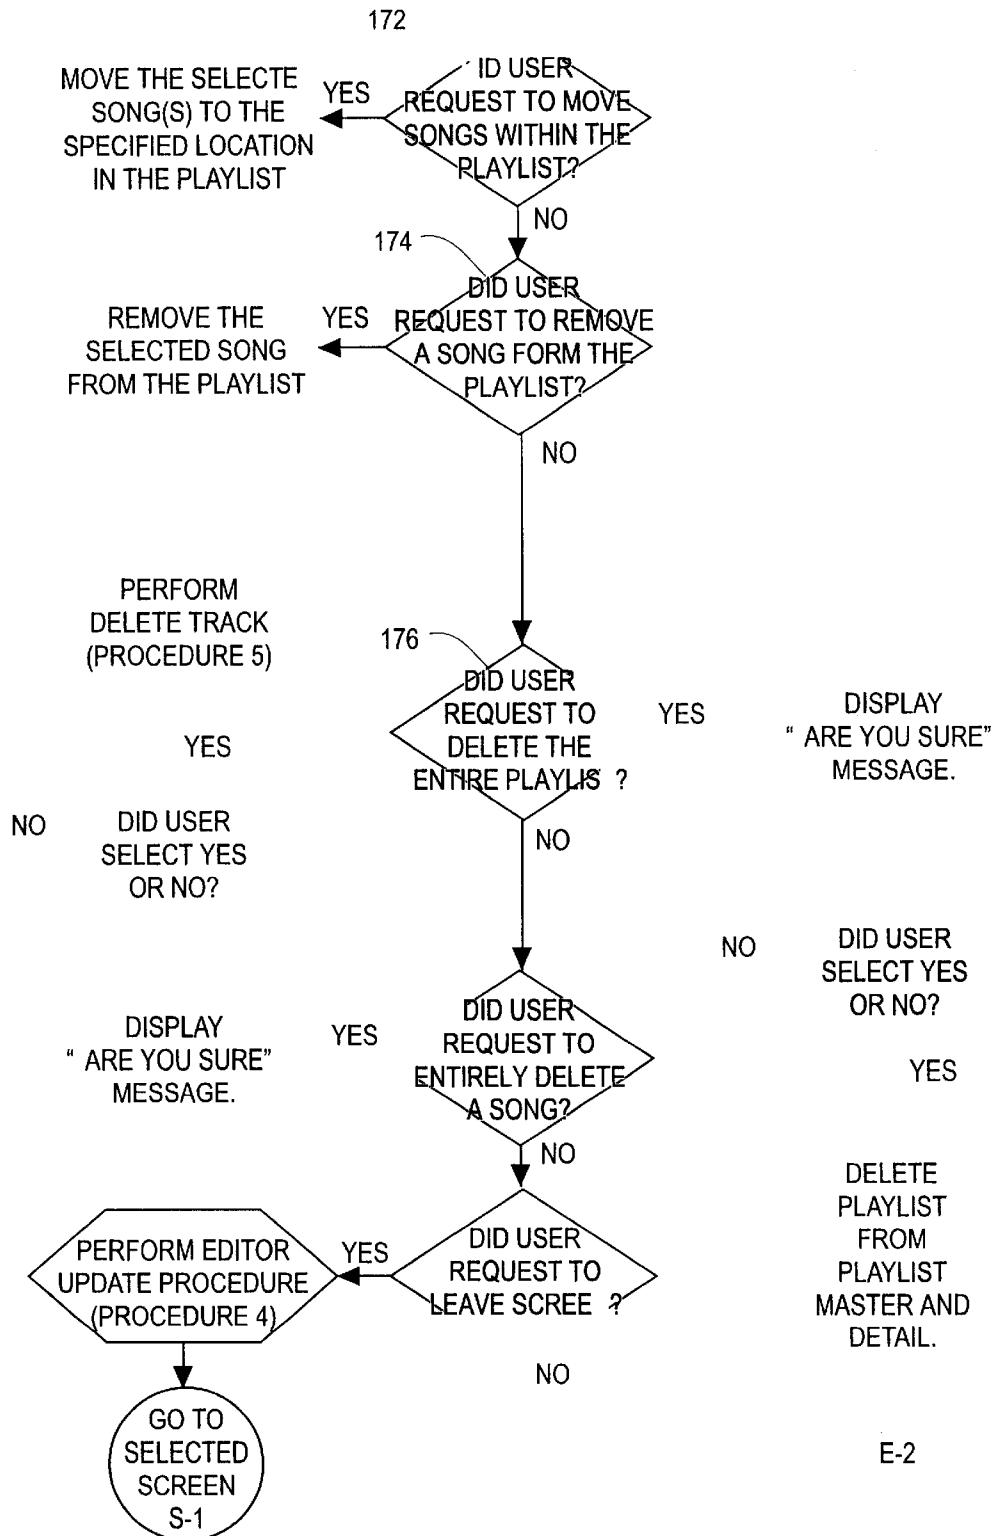 172
MOVE THE SELECTE
SONG(S) TO THE
SPECIFIED LOCATION
IN THE PLAYLIST
YES
ID USER
REQUEST TO MOVE
SONGS WITHIN THE
PLAYLIST?
NO
174
REMOVE THE
SELECTED SONG
FROM THE PLAYLIST
YES
DID USER
REQUEST TO REMOVE
A SONG FORM THE
PLAYLIST?
NO
PERFORM
DELETE TRACK
(PROCEDURE 5)
176
DID USER
REQUEST TO
DELETE THE
ENTIRE PLAYLIS ?
YES
DISPLAY
“ ARE YOU SURE”
MESSAGE.
YES
NO
DID USER
SELECT YES
OR NO?
NO
NO
DID USER
SELECT YES
OR NO?
DISPLAY
“ ARE YOU SURE”
MESSAGE.
YES
DID USER
REQUEST TO
ENTIRELY DELETE
A SONG?
YES
NO
DELETE
PLAYLIST
FROM
PLAYLIST
MASTER AND
DETAIL.
PERFORM EDITOR
UPDATE PROCEDURE
(PROCEDURE 4)
YES
DID USER
REQUEST TO
LEAVE SCREE ?
NO
GO TO
SELECTED
SCREEN
S-1
E-2